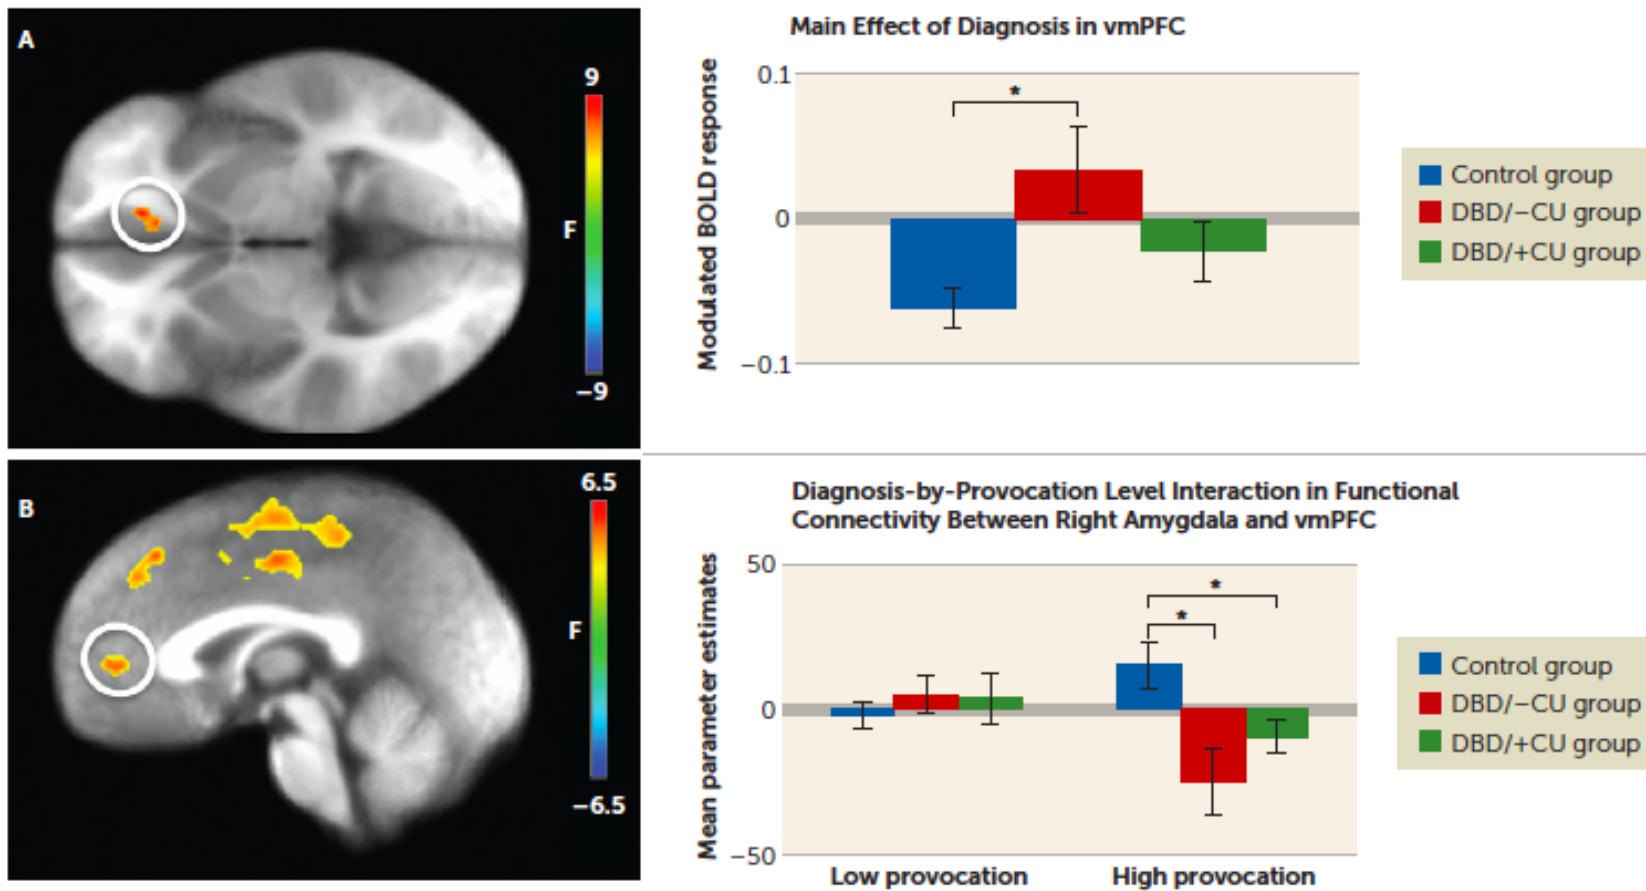 A
9
F
−9
Main Effect of Diagnosis in vmPFC
Modulated BOLD response
0.1
0
−0.1
*
Control group
DBD/−CU group
DBD/+CU group
B
6.5
F
−6.5
Diagnosis-by-Provocation Level Interaction in Functional
Connectivity Between Right Amygdala and vmPFC
Mean parameter estimates
50
0
−50
*
*
Low provocation
High provocation
Control group
DBD/−CU group
DBD/+CU group